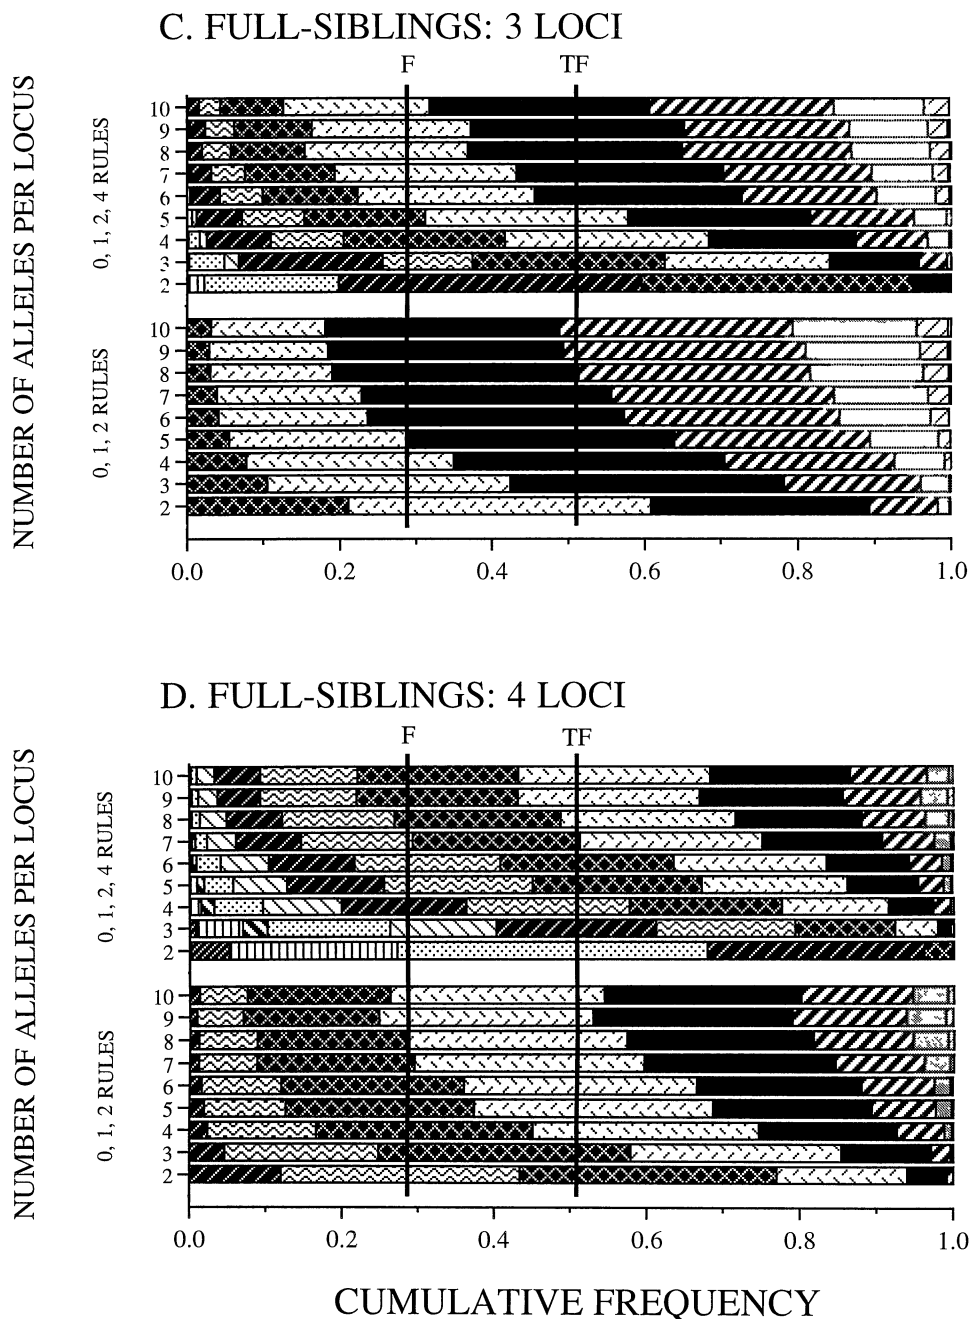 C. FULL-SIBLINGS: 3 LOCI
F TF
NUMBER OF ALLELES PER LOCUS
0, 1, 2, 4 RULES
10
9
8
7
6
5
4
3
2
0, 1, 2 RULES
10
9
8
7
6
5
4
3
2
0.0 0.2 0.4 0.6 0.8 1.0
D. FULL-SIBLINGS: 4 LOCI
F TF
NUMBER OF ALLELES PER LOCUS
0, 1, 2, 4 RULES
10
9
8
7
6
5
4
3
2
0, 1, 2 RULES
10
9
8
7
6
5
4
3
2
0.0 0.2 0.4 0.6 0.8 1.0
CUMULATIVE FREQUENCY